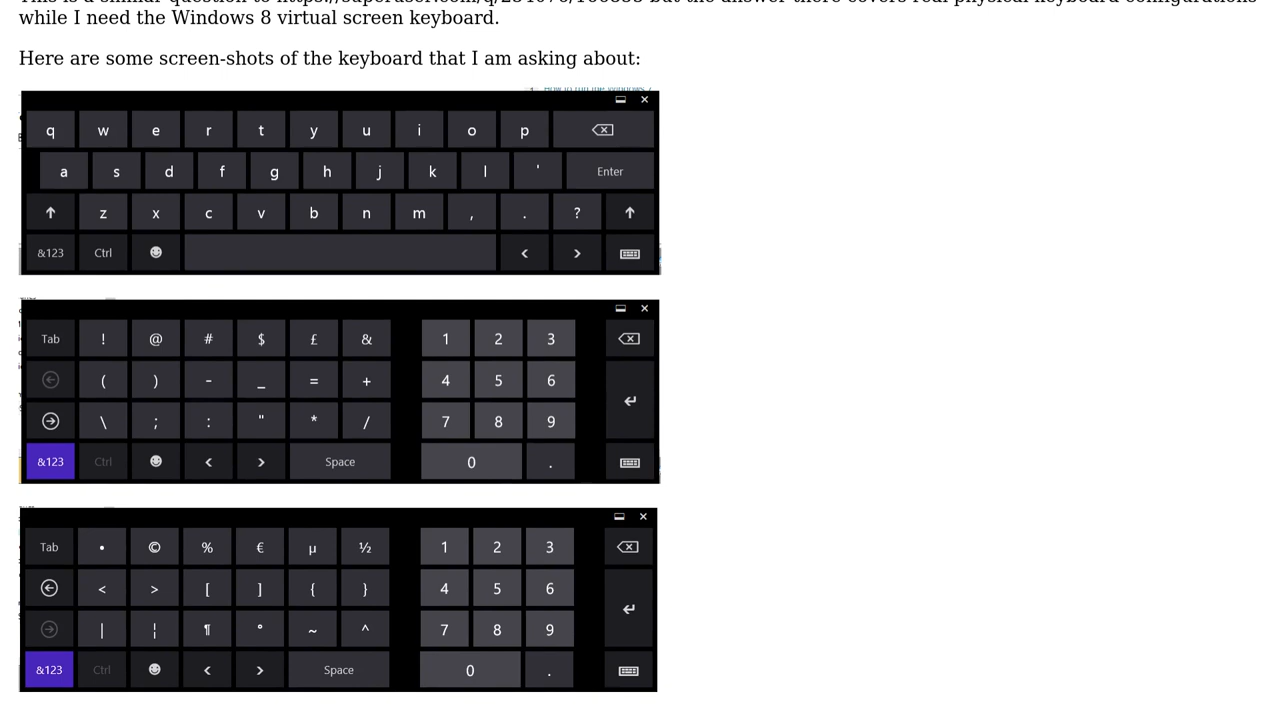 while I need the Windows 8 virtual screen keyboard.
Here are some screen-shots of the keyboard that I am asking about:
q w e r t y u i o p
a s d f g h j k l ' Enter
z x c v b n m , . ?
&123 Ctrl < >
Tab ! @ # $ £ & 1 2 3
( ) - _ = + 4 5 6
\ ; : " * / 7 8 9
&123 Ctrl < > Space 0 .
Tab • © % € µ ½ 1 2 3
< > [ ] { } 4 5 6
| ¦ ¶ ° ~ ^ 7 8 9
&123 Ctrl < > Space 0 .